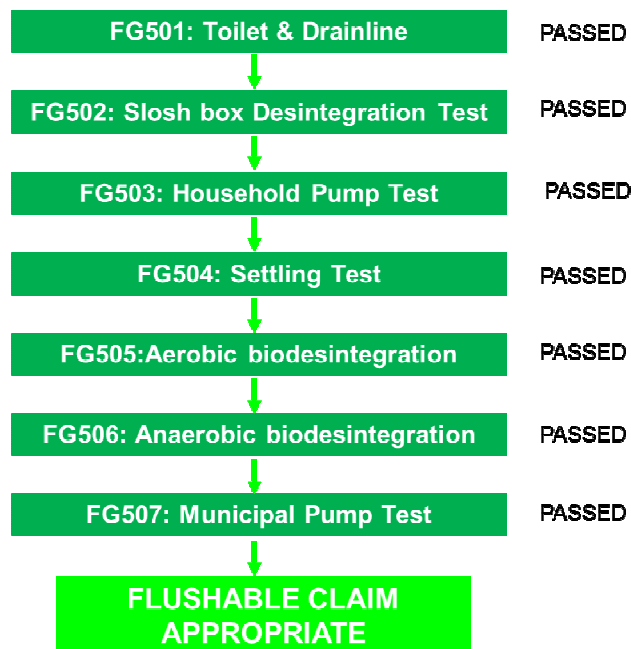 FG501: Toilet & Drainline PASSED
FG502: Slosh box Desintegration Test PASSED
FG503: Household Pump Test PASSED
FG504: Settling Test PASSED
FG505:Aerobic biodesintegration PASSED
FG506: Anaerobic biodesintegration PASSED
FG507: Municipal Pump Test PASSED
FLUSHABLE CLAIM
APPROPRIATE